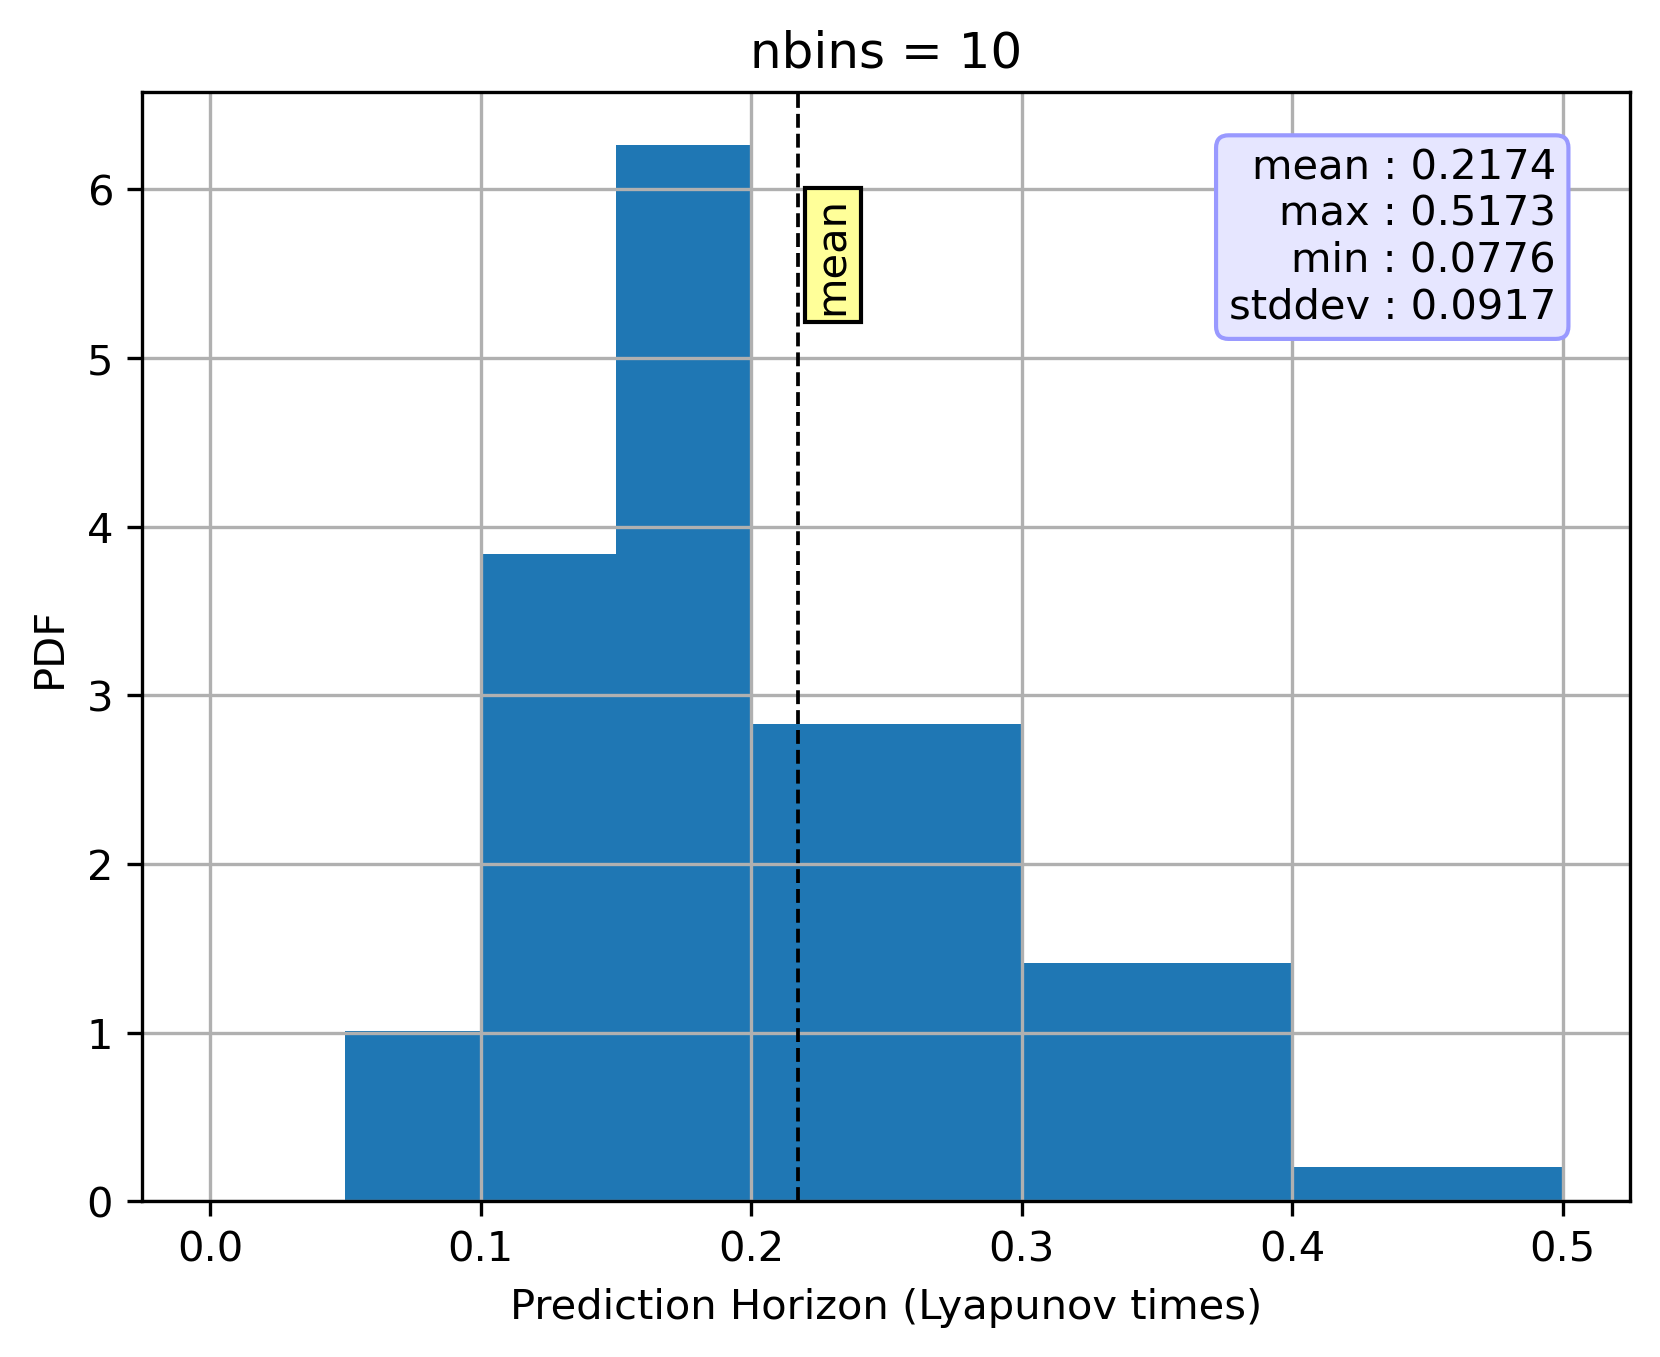 nbins = 10
mean : 0.2174
max : 0.5173
min : 0.0776
stddev : 0.0917
mean
PDF
6
5
4
3
2
1
0
0.0 0.1 0.2 0.3 0.4 0.5
Prediction Horizon (Lyapunov times)